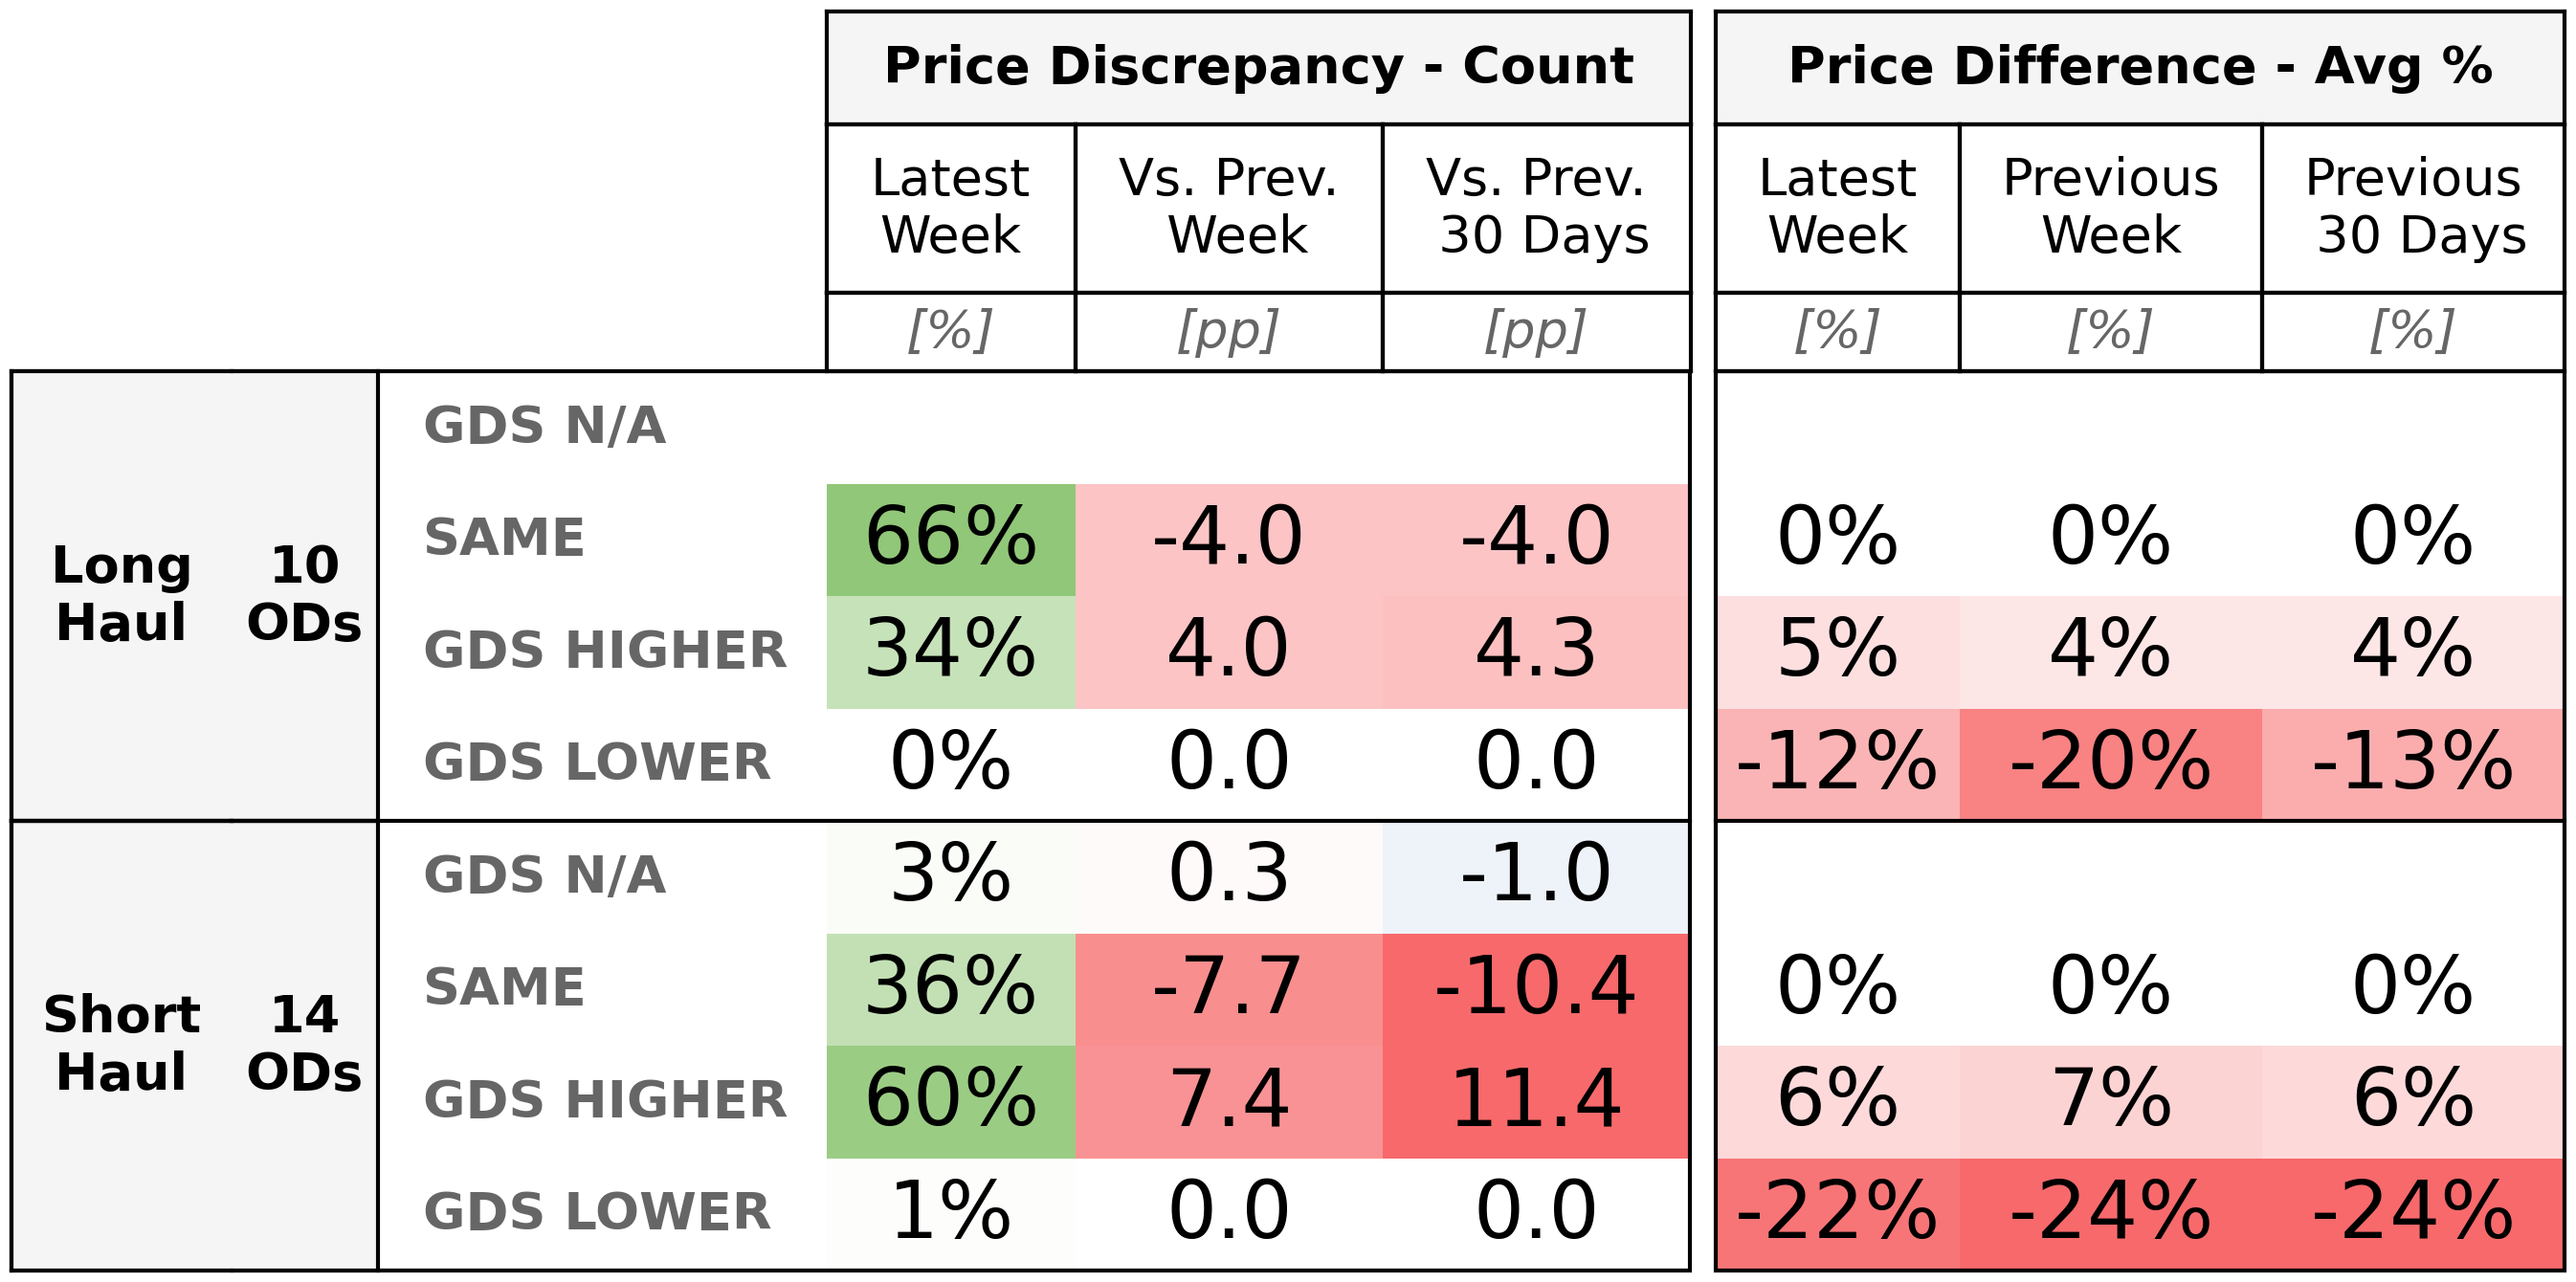 Price Discrepancy - Count Price Difference - Avg %
Latest Week Vs. Prev. Week Vs. Prev. 30 Days Latest Week Previous Week Previous 30 Days
[%] [pp] [pp] [%] [%] [%]
Long Haul 10 ODs
GDS N/A
SAME 66% -4.0 -4.0 0% 0% 0%
GDS HIGHER 34% 4.0 4.3 5% 4% 4%
GDS LOWER 0% 0.0 0.0 -12% -20% -13%
Short Haul 14 ODs
GDS N/A 3% 0.3 -1.0
SAME 36% -7.7 -10.4 0% 0% 0%
GDS HIGHER 60% 7.4 11.4 6% 7% 6%
GDS LOWER 1% 0.0 0.0 -22% -24% -24%